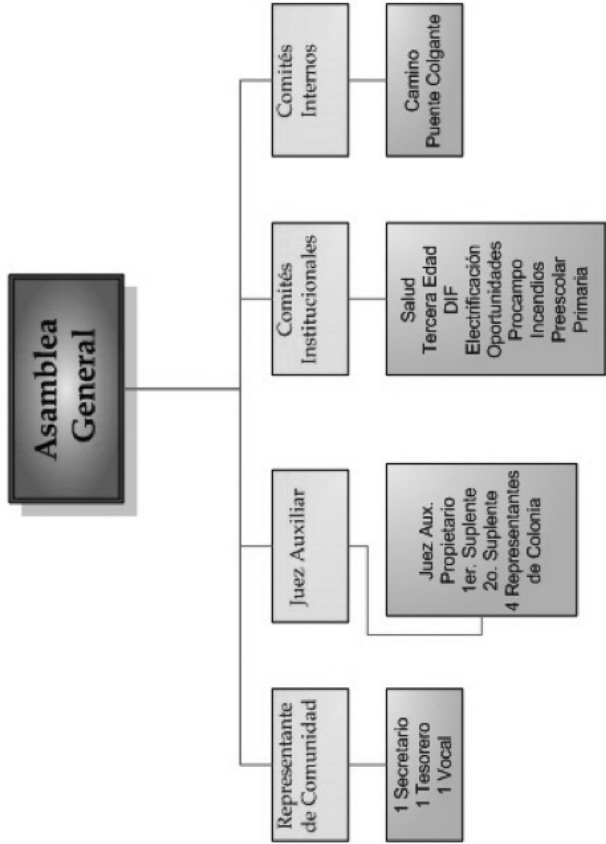 Asamblea
General
Representante
de Comunidad
Juez Auxiliar
Comités
Institucionales
Comités
Internos
1 Secretario
1 Tesorero
1 Vocal
Juez Aux.
Propietario
1er. Suplente
2o. Suplente
4 Representantes
de Colonia
Salud
Tercera Edad
DIF
Electrificación
Oportunidades
Procampo
Incendios
Preescolar
Primaria
Camino
Puente Colgante